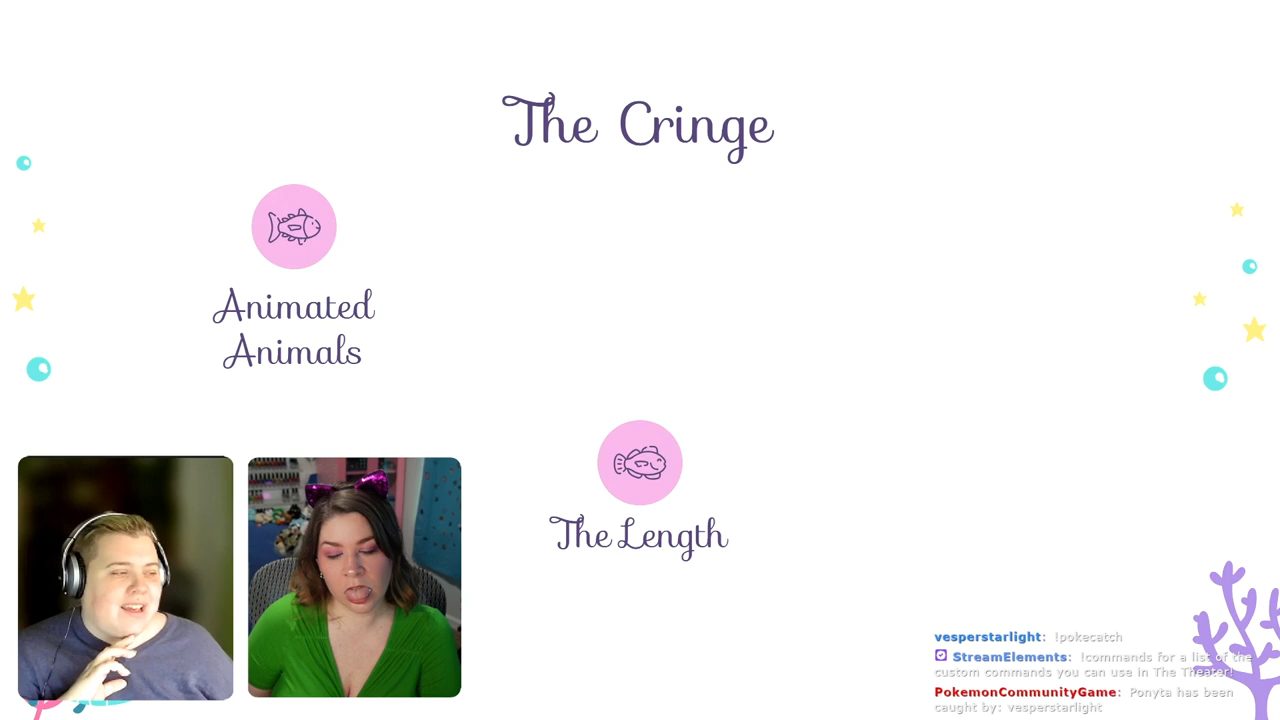 The Cringe
Animated
Animals
The Length
vesperstarlight: !pokecatch
StreamElements: !commands for a list of the
custom commands you can use in The Theater!
PokemonCommunityGame: Ponyta has been
caught by: vesperstarlight